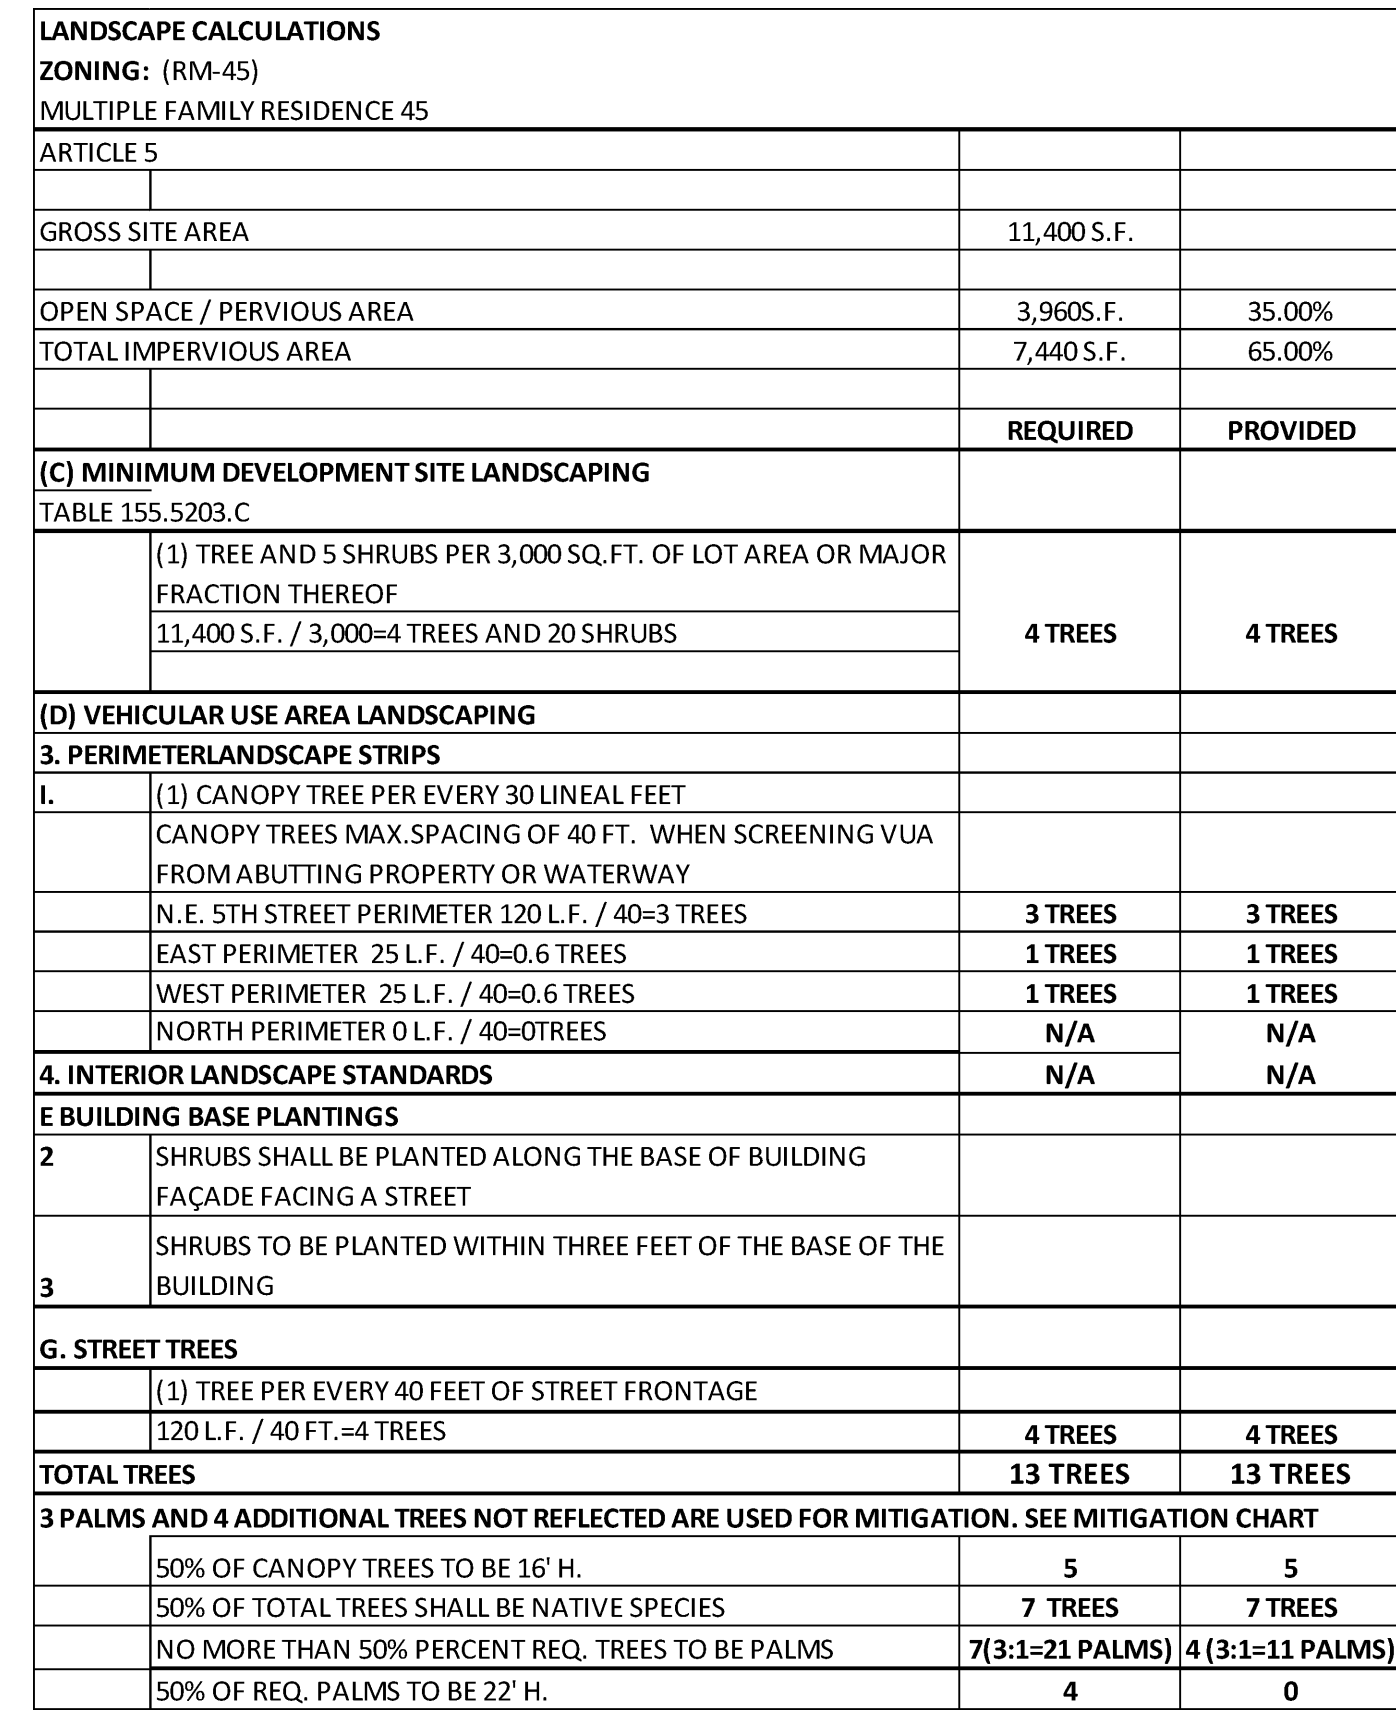 LANDSCAPE CALCULATIONS
ZONING: (RM-45)
MULTIPLE FAMILY RESIDENCE 45
ARTICLE 5
GROSS SITE AREA 11,400 S.F.
OPEN SPACE / PERVIOUS AREA 3,960S.F. 35.00%
TOTAL IMPERVIOUS AREA 7,440 S.F. 65.00%
REQUIRED PROVIDED
(C) MINIMUM DEVELOPMENT SITE LANDSCAPING
TABLE 155.5203.C
(1) TREE AND 5 SHRUBS PER 3,000 SQ.FT. OF LOT AREA OR MAJOR
FRACTION THEREOF
11,400 S.F. / 3,000=4 TREES AND 20 SHRUBS 4 TREES 4 TREES
(D) VEHICULAR USE AREA LANDSCAPING
3. PERIMETERLANDSCAPE STRIPS
I. (1) CANOPY TREE PER EVERY 30 LINEAL FEET
CANOPY TREES MAX.SPACING OF 40 FT. WHEN SCREENING VUA
FROM ABUTTING PROPERTY OR WATERWAY
N.E. 5TH STREET PERIMETER 120 L.F. / 40=3 TREES 3 TREES 3 TREES
EAST PERIMETER 25 L.F. / 40=0.6 TREES 1 TREES 1 TREES
WEST PERIMETER 25 L.F. / 40=0.6 TREES 1 TREES 1 TREES
NORTH PERIMETER 0 L.F. / 40=0TREES N/A N/A
4. INTERIOR LANDSCAPE STANDARDS N/A N/A
E BUILDING BASE PLANTINGS
2 SHRUBS SHALL BE PLANTED ALONG THE BASE OF BUILDING
FAÇADE FACING A STREET
SHRUBS TO BE PLANTED WITHIN THREE FEET OF THE BASE OF THE
3 BUILDING
G. STREET TREES
(1) TREE PER EVERY 40 FEET OF STREET FRONTAGE
120 L.F. / 40 FT.=4 TREES 4 TREES 4 TREES
TOTAL TREES 13 TREES 13 TREES
3 PALMS AND 4 ADDITIONAL TREES NOT REFLECTED ARE USED FOR MITIGATION. SEE MITIGATION CHART
50% OF CANOPY TREES TO BE 16' H. 5 5
50% OF TOTAL TREES SHALL BE NATIVE SPECIES 7 TREES 7 TREES
NO MORE THAN 50% PERCENT REQ. TREES TO BE PALMS 7(3:1=21 PALMS) 4 (3:1=11 PALMS)
50% OF REQ. PALMS TO BE 22' H. 4 0